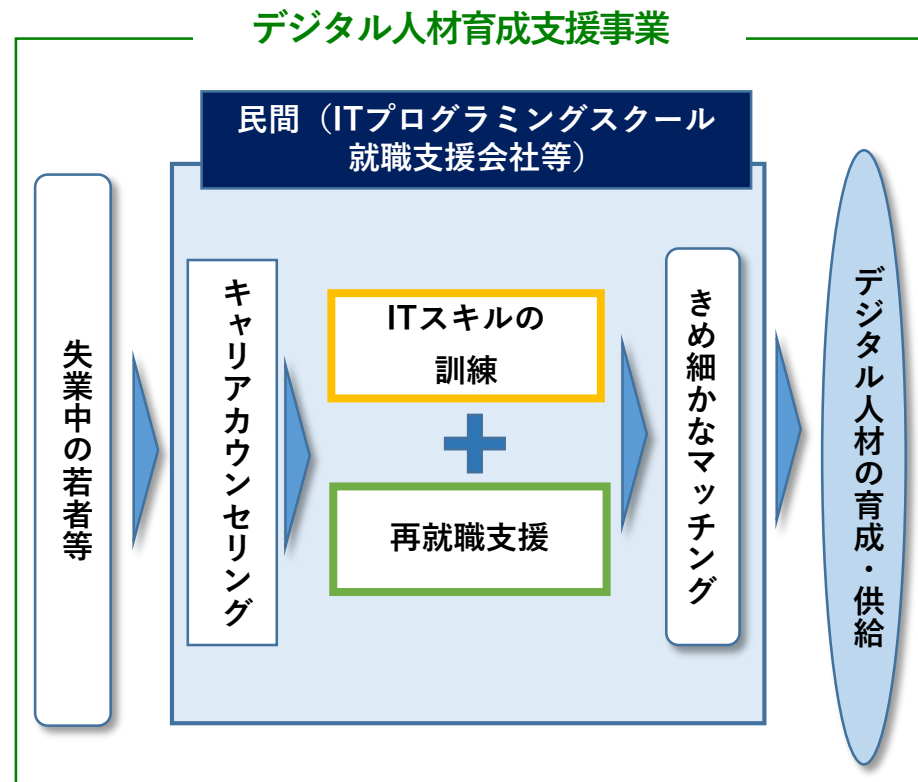 デジタル人材育成支援事業
民間（ITプログラミングスクール
就職支援会社等）
失業中の若者等
キャリアカウンセリング
ITスキルの
訓練
再就職支援
きめ細かなマッチング
デジタル人材の育成・供給